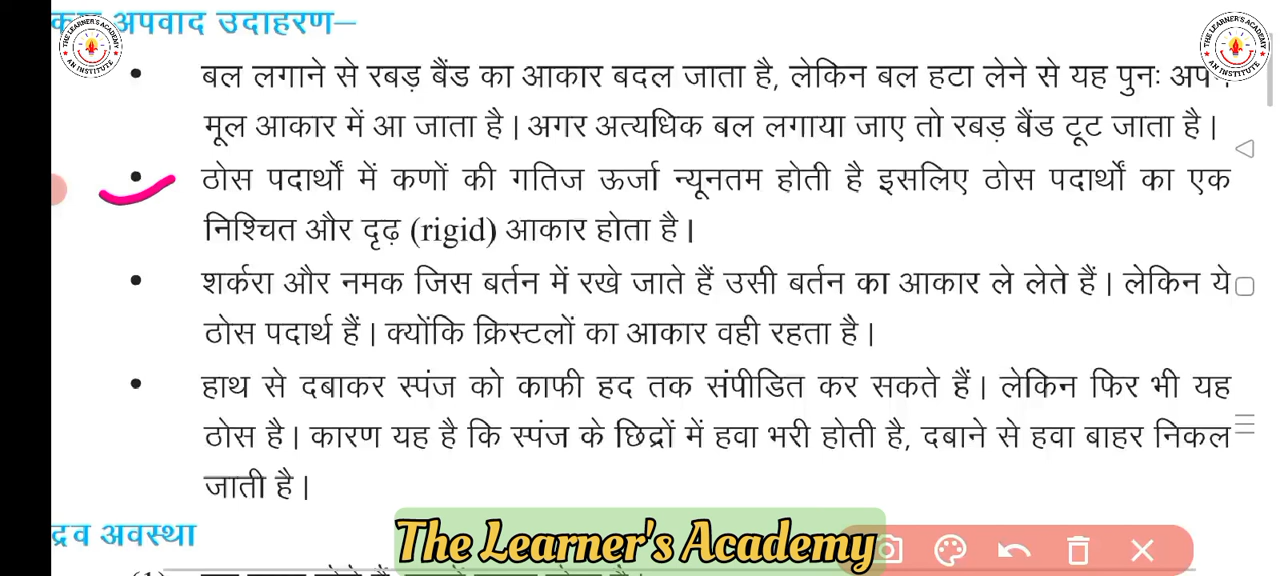 अपवाद उदाहरण—
THE LEARNER'S ACADEMY
AN INSTITUTE
THE LEARNER'S ACADEMY
AN INSTITUTE
• बल लगाने से रबड़ बैंड का आकार बदल जाता है, लेकिन बल हटा लेने से यह पुनः
मूल आकार में आ जाता है। अगर अत्यधिक बल लगाया जाए तो रबड़ बैंड टूट जाता है।
• ठोस पदार्थों में कणों की गतिज ऊर्जा न्यूनतम होती है इसलिए ठोस पदार्थों का एक
निश्चित और दृढ़ (rigid) आकार होता है।
• शर्करा और नमक जिस बर्तन में रखे जाते हैं उसी बर्तन का आकार ले लेते हैं। लेकिन ये
ठोस पदार्थ हैं। क्योंकि क्रिस्टलों का आकार वही रहता है।
• हाथ से दबाकर स्पंज को काफी हद तक संपीडित कर सकते हैं। लेकिन फिर भी यह
ठोस है। कारण यह है कि स्पंज के छिद्रों में हवा भरी होती है, दबाने से हवा बाहर निकल
जाती है।
द्रव अवस्था
The Learner's Academy